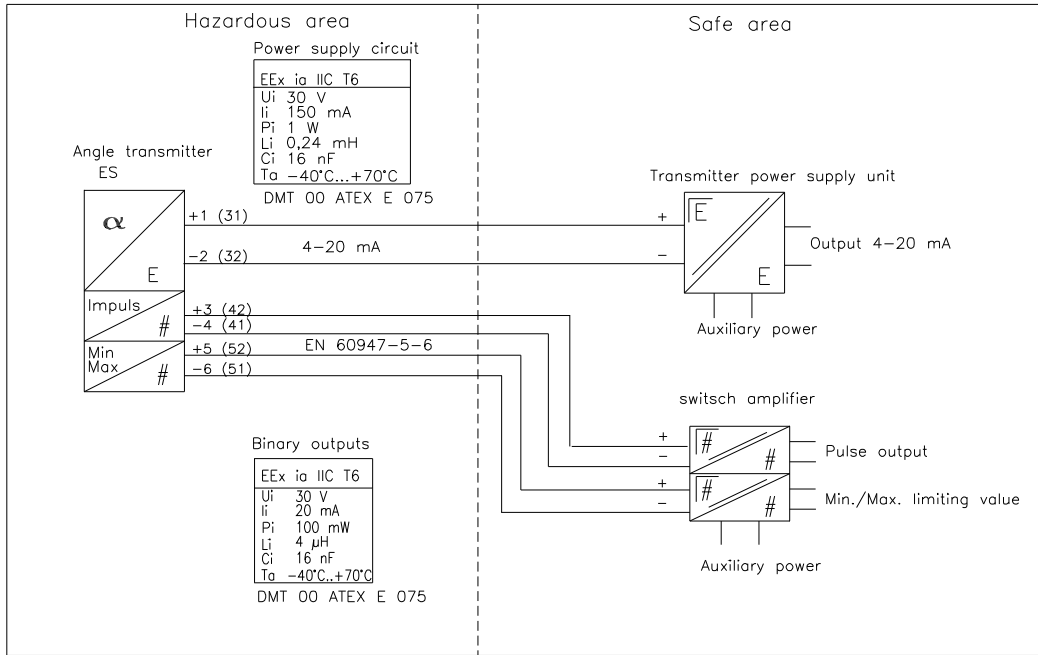 Hazardous area
Safe area
Power supply circuit
EEx ia IIC T6
Ui 30 V
Ii 150 mA
Pi 1 W
Li 0,24 mH
Ci 16 nF
Ta -40°C...+70°C
DMT 00 ATEX E 075
Angle transmitter
ES
α
E
+1 (31)
4-20 mA
-2 (32)
Transmitter power supply unit
+
-
E
E
Output 4-20 mA
Auxiliary power
Impuls
#
+3 (42)
-4 (41)
Min
Max
#
+5 (52)
EN 60947-5-6
-6 (51)
switsch amplifier
+
-
#
#
Pulse output
+
-
#
#
Min./Max. limiting value
Auxiliary power
Binary outputs
EEx ia IIC T6
Ui 30 V
Ii 20 mA
Pi 100 mW
Li 4 µH
Ci 16 nF
Ta -40°C..+70°C
DMT 00 ATEX E 075